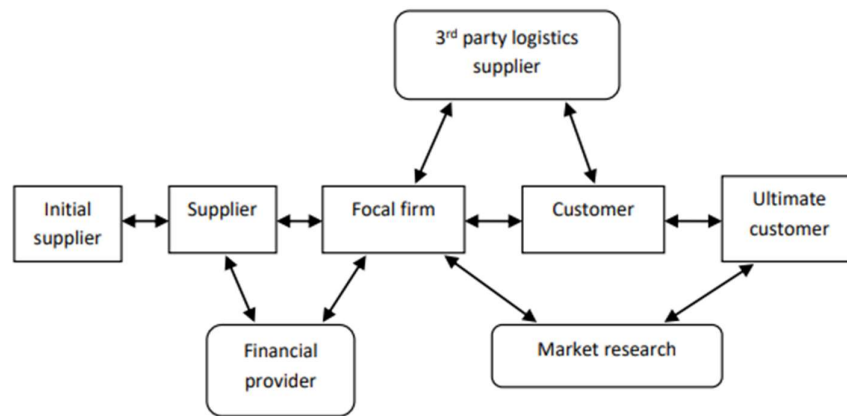 3rd party logistics
supplier
Initial
supplier
Supplier
Focal firm
Customer
Ultimate
customer
Financial
provider
Market research